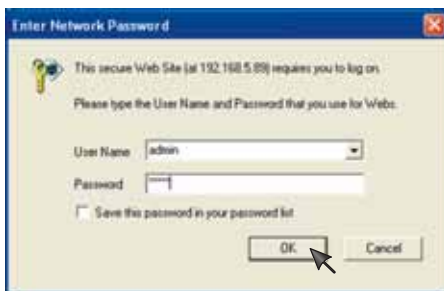 Enter Network Password
This secure Web Site (at 192.168.5.89) requires you to log on.
Please type the User Name and Password that you use for Webs.
User Name admin
Password
Save this password in your password list
OK Cancel